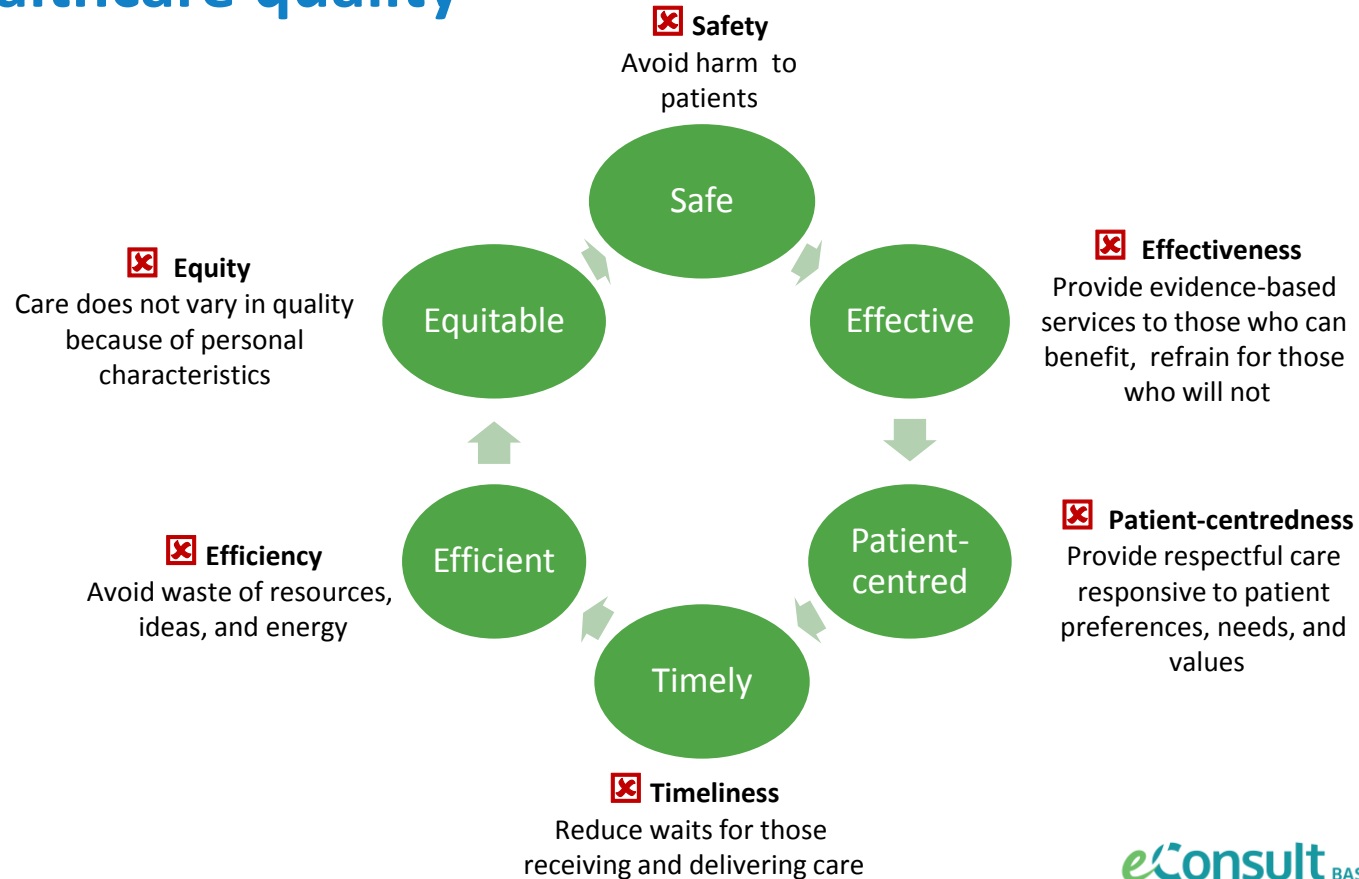 althcare quality
Safety
Avoid harm to
patients
Safe
Equity
Care does not vary in quality
because of personal
characteristics
Equitable
Effective
Effectiveness
Provide evidence-based
services to those who can
benefit, refrain for those
who will not
Efficiency
Avoid waste of resources,
ideas, and energy
Efficient
Patient-
centred
Patient-centredness
Provide respectful care
responsive to patient
preferences, needs, and
values
Timely
Timeliness
Reduce waits for those
receiving and delivering care
eConsult BAS